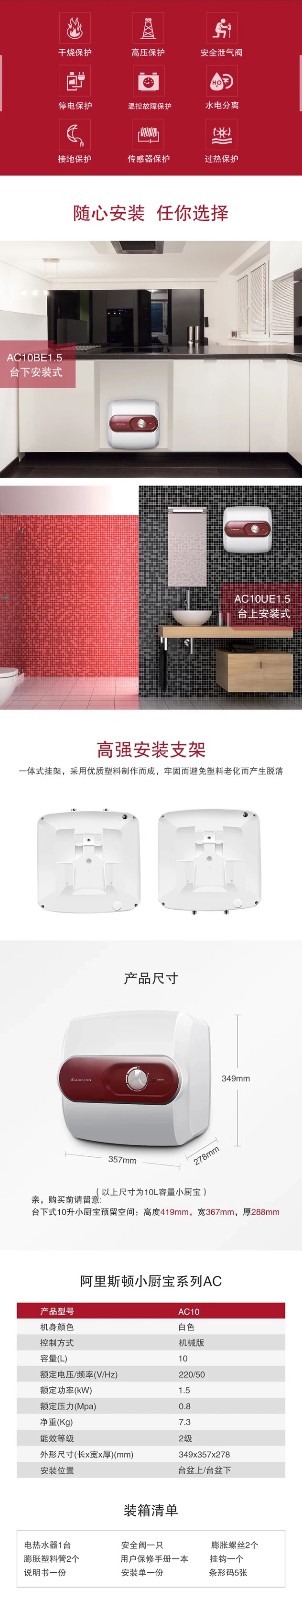 干烧保护 高压保护 安全泄气阀
停电保护 温控故障保护 水电分离
接地保护 传感器保护 过热保护
随心安装 任你选择
AC10BE1.5
台下安装式
AC10UE1.5
台上安装式
高强安装支架
一体式挂架，采用优质塑料制作而成，牢固而避免塑料老化而产生脱落
产品尺寸
349mm
357mm
278mm
（以上尺寸为10L容量小厨宝）
亲，购买前请留意:
台下式10升小厨宝预留空间：高度419mm，宽367mm，厚288mm
阿里斯顿小厨宝系列AC
产品型号 AC10
机身颜色 白色
控制方式 机械版
容量(L) 10
额定电压/频率(V/Hz) 220/50
额定功率(kW) 1.5
额定压力(Mpa) 0.8
净重(Kg) 7.3
能效等级 2级
外形尺寸(长x宽x厚)(mm) 349x357x278
安装位置 台盆上/台盆下
装箱清单
电热水器1台 安全阀一只 膨胀螺丝2个
膨胀塑料管2个 用户保修手册一本 挂钩一个
说明书一份 安装单一份 条形码5张